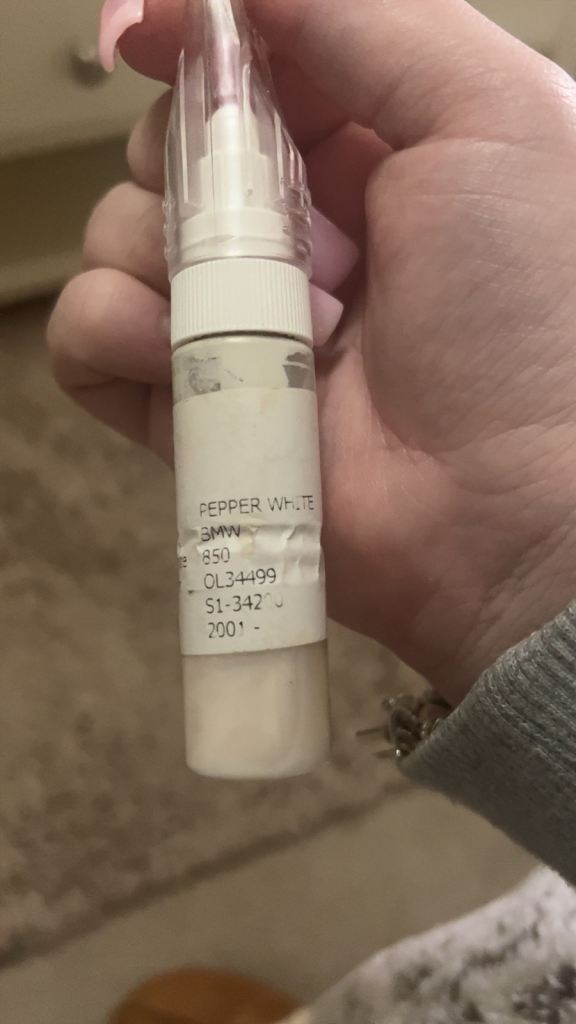 PEPPER WHITE
BMW
850
OL34499
2001 -